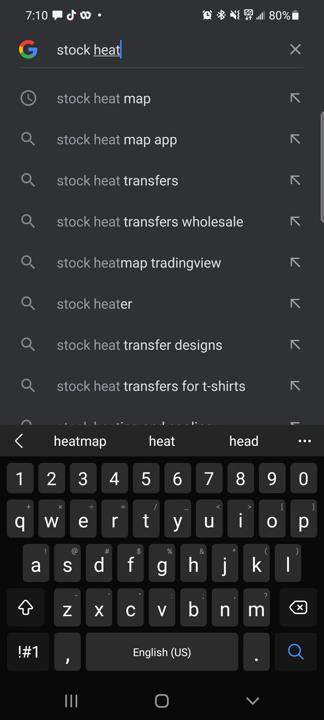 7:10 80%
stock heat
stock heat map
stock heat map app
stock heat transfers
stock heat transfers wholesale
stock heatmap tradingview
stock heater
stock heat transfer designs
stock heat transfers for t-shirts
heatmap heat head
1 2 3 4 5 6 7 8 9 0
q w e r t y u i o p
a s d f g h j k l
z x c v b n m
!#1 , English (US) .